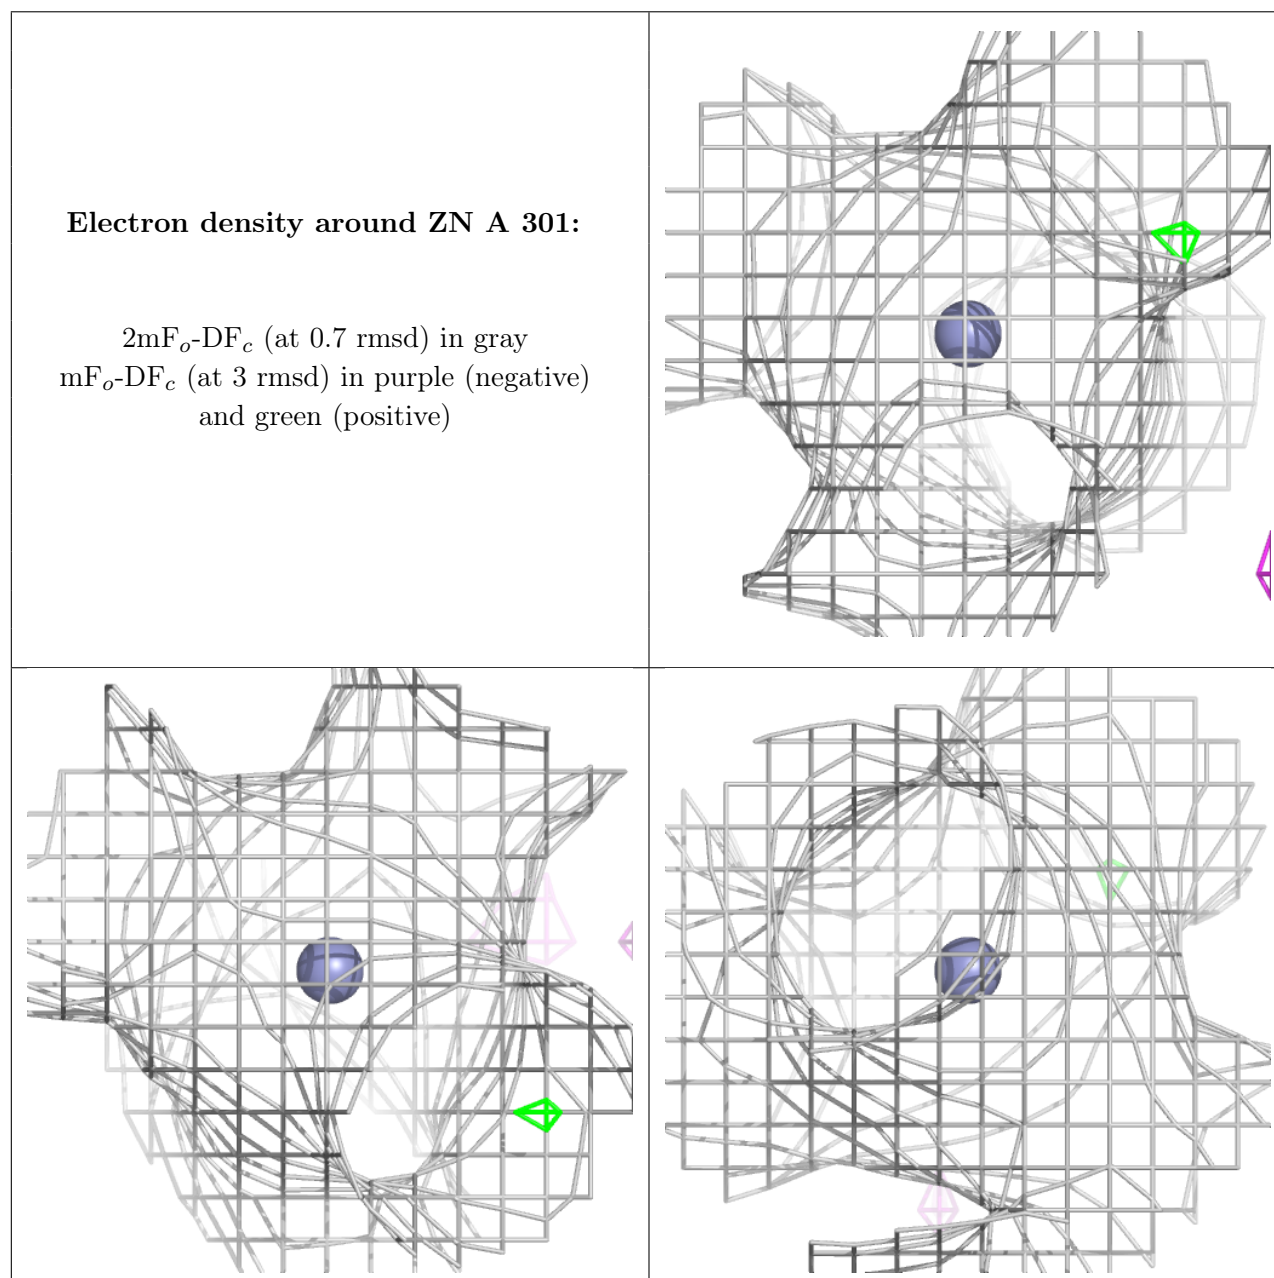 Electron density around ZN A 301:
2mFo-DFc (at 0.7 rmsd) in gray
mFo-DFc (at 3 rmsd) in purple (negative)
and green (positive)